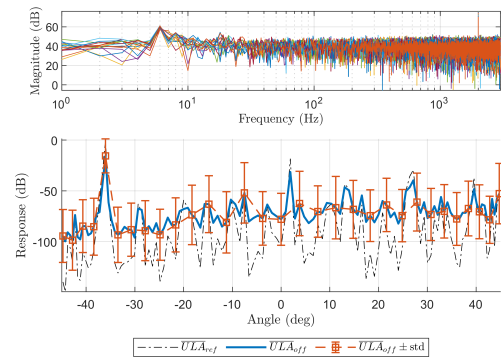 Magnitude (dB)
60
40
20
0
10^0
10^1
10^2
10^3
Frequency (Hz)
Response (dB)
0
-50
-100
-40
-30
-20
-10
0
10
20
30
40
Angle (deg)
ULA_ref
ULA_off
ULA_off ± std